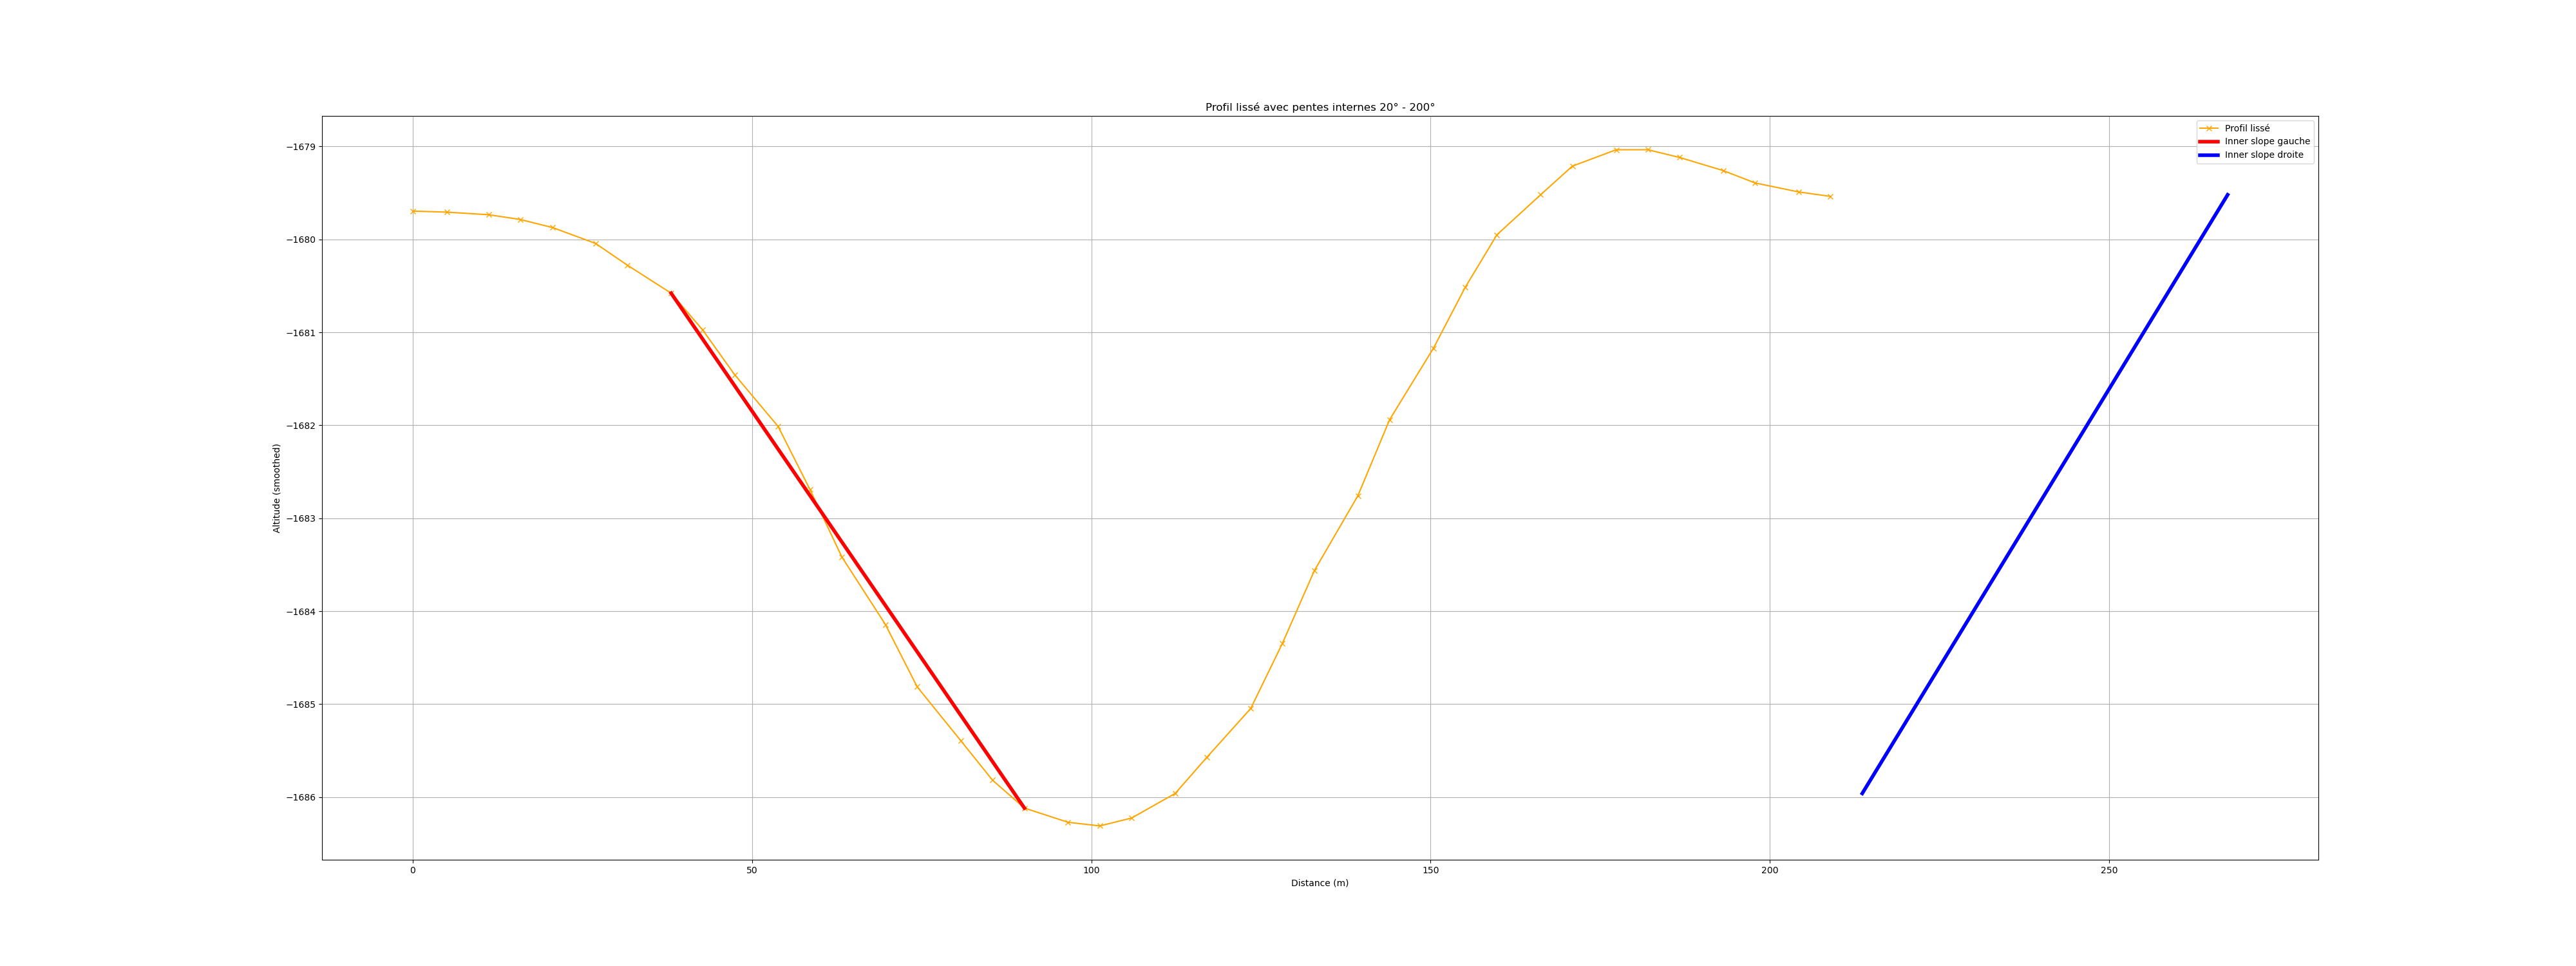 Profil lissé avec pentes internes 20° - 200°
Profil lissé
Inner slope gauche
Inner slope droite
Altitude (smoothed)
−1679
−1680
−1681
−1682
−1683
−1684
−1685
−1686
0
50
100
150
200
250
Distance (m)